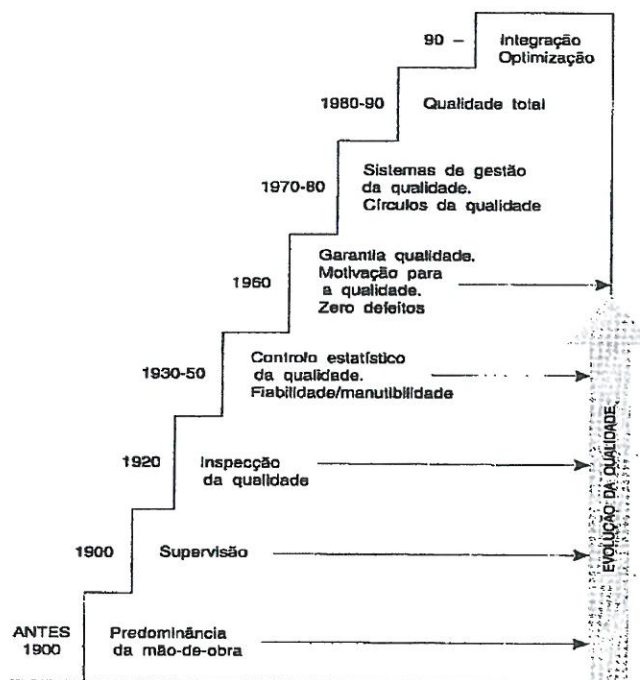 90 –
Integração
Optimização
1980-90
Qualidade total
1970-80
Sistemas de gestão
da qualidade.
Círculos da qualidade
1960
Garantia qualidade.
Motivação para
a qualidade.
Zero defeitos
1930-50
Controlo estatístico
da qualidade.
Fiabilidade/manutibilidade
1920
Inspecção
da qualidade
1900
Supervisão
ANTES
1900
Predominância
da mão-de-obra
EVOLUÇÃO DA QUALIDADE